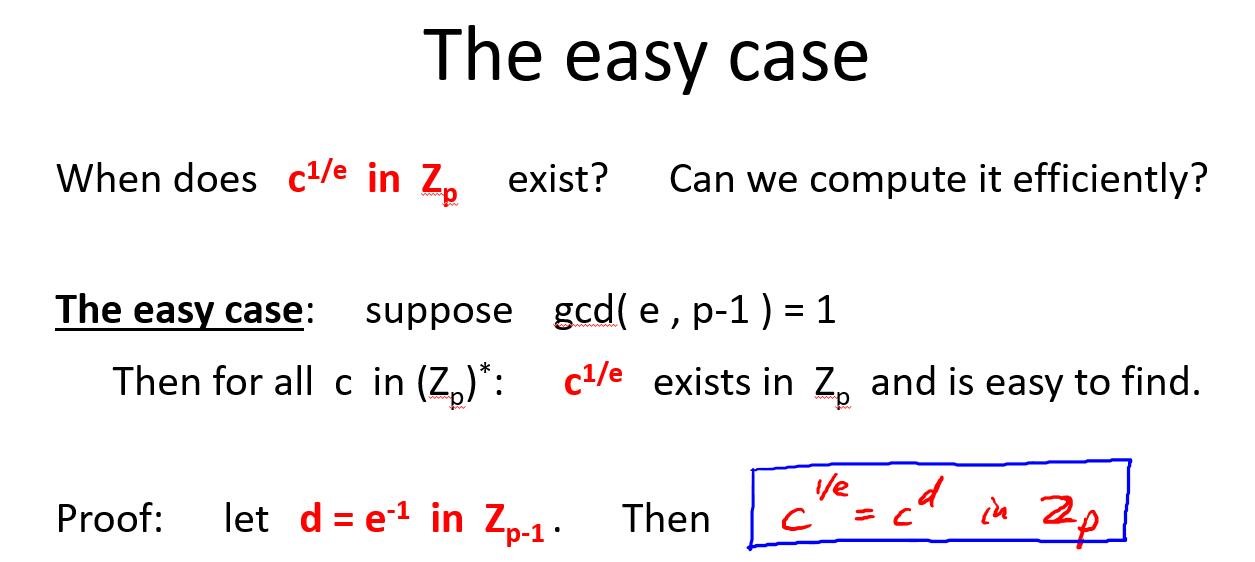 The easy case
When does c^1/e in Z_p exist? Can we compute it efficiently?
The easy case: suppose gcd( e , p-1 ) = 1
Then for all c in (Z_p)^*: c^1/e exists in Z_p and is easy to find.
Proof: let d = e^-1 in Z_p-1 . Then c^1/e = c^d in Z_p